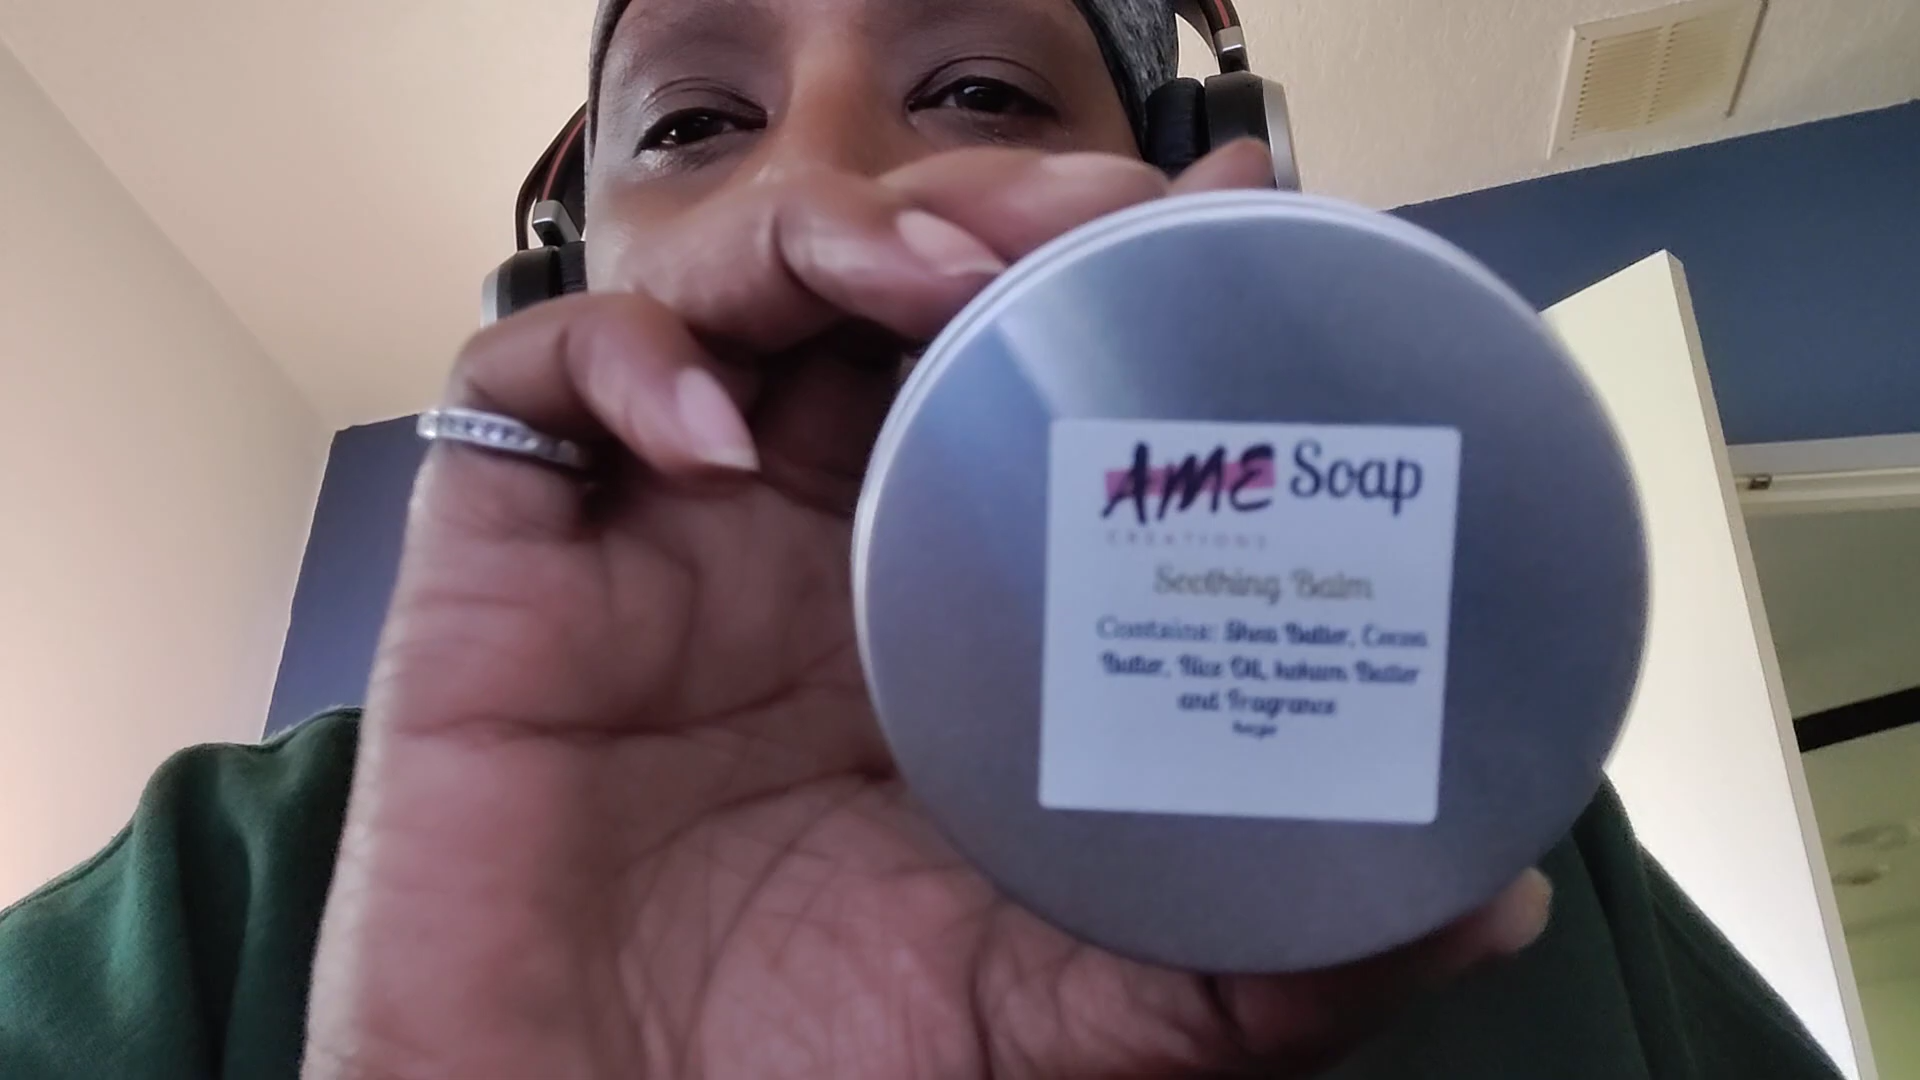 AME Soap
CREATIONS
Soothing Balm
Contains: Shea Butter, Cocoa
Butter, Rice Oil, kokum Butter
and Fragrance